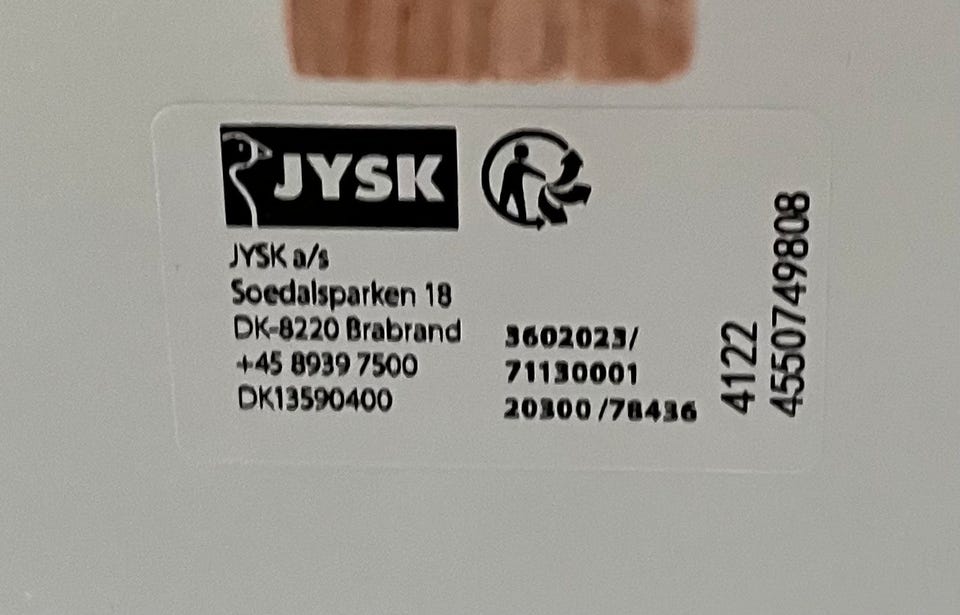 JYSK
JYSK a/s
Soedalsparken 18
DK-8220 Brabrand
+45 8939 7500
DK13590400
3602023/
71130001
20300/78436
4122
4550749808